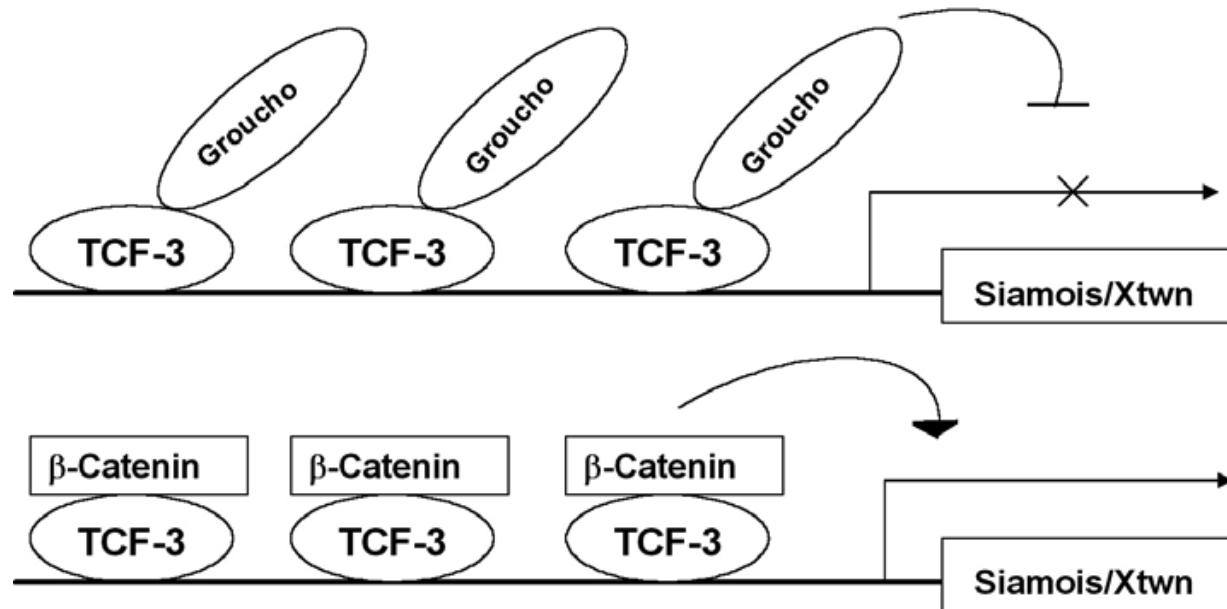 Groucho
Groucho
Groucho
TCF-3
TCF-3
TCF-3
Siamois/Xtwn
β-Catenin
β-Catenin
β-Catenin
TCF-3
TCF-3
TCF-3
Siamois/Xtwn